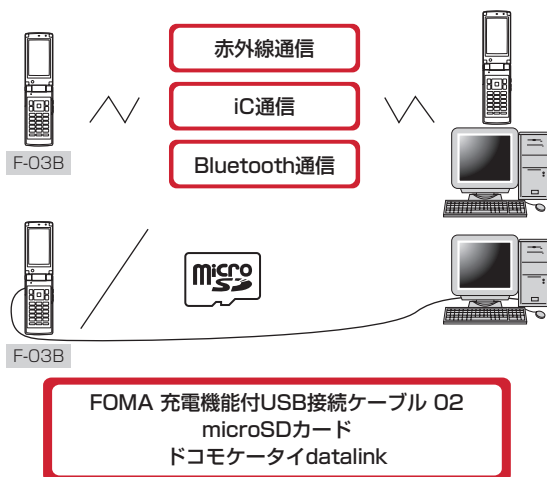 赤外線通信
iC通信
F-03B
Bluetooth通信
micro
SD
F-03B
FOMA 充電機能付USB接続ケーブル 02
microSDカード
ドコモケータイdatalink